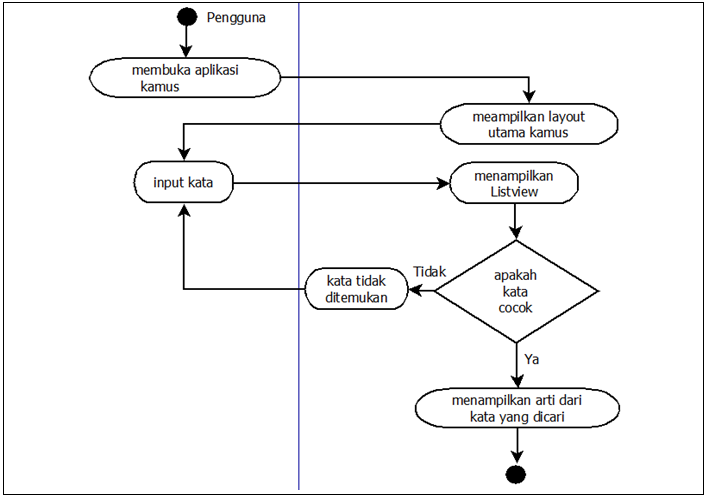 Pengguna
membuka aplikasi
kamus
meampilkan layout
utama kamus
input kata
menampilkan
Listview
apakah
kata
cocok
Tidak
kata tidak
ditemukan
Ya
menampilkan arti dari
kata yang dicari